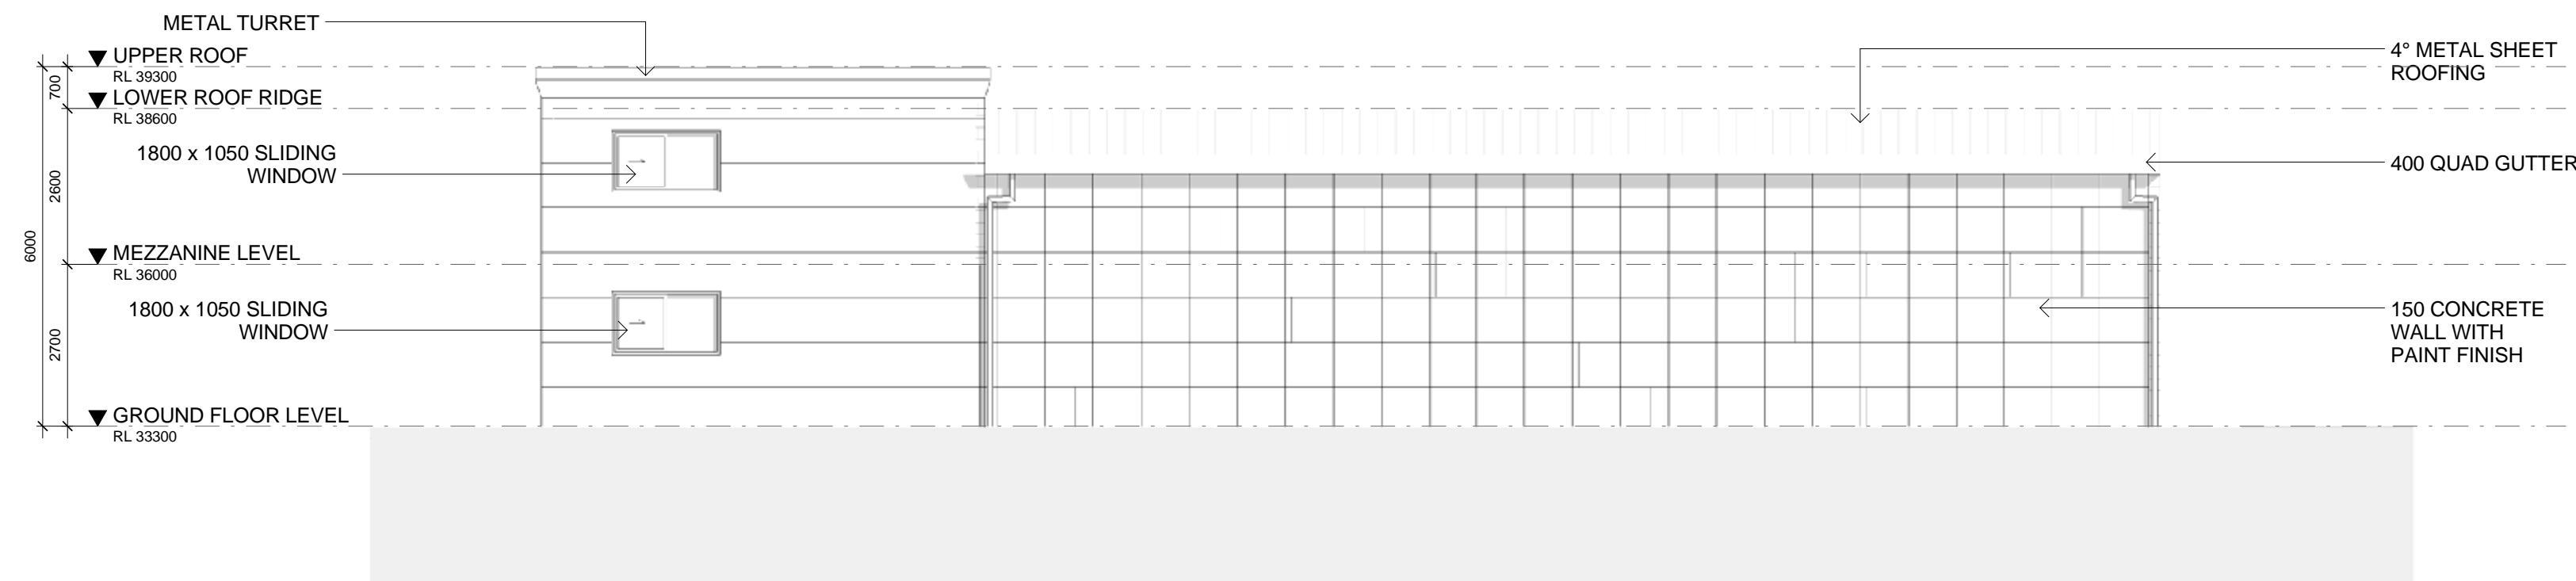 METAL TURRET
UPPER ROOF
RL 39300
700
LOWER ROOF RIDGE
RL 38600
1800 x 1050 SLIDING
WINDOW
2600
6000
MEZZANINE LEVEL
RL 36000
1800 x 1050 SLIDING
WINDOW
2700
GROUND FLOOR LEVEL
RL 33300
4° METAL SHEET
ROOFING
400 QUAD GUTTER
150 CONCRETE
WALL WITH
PAINT FINISH